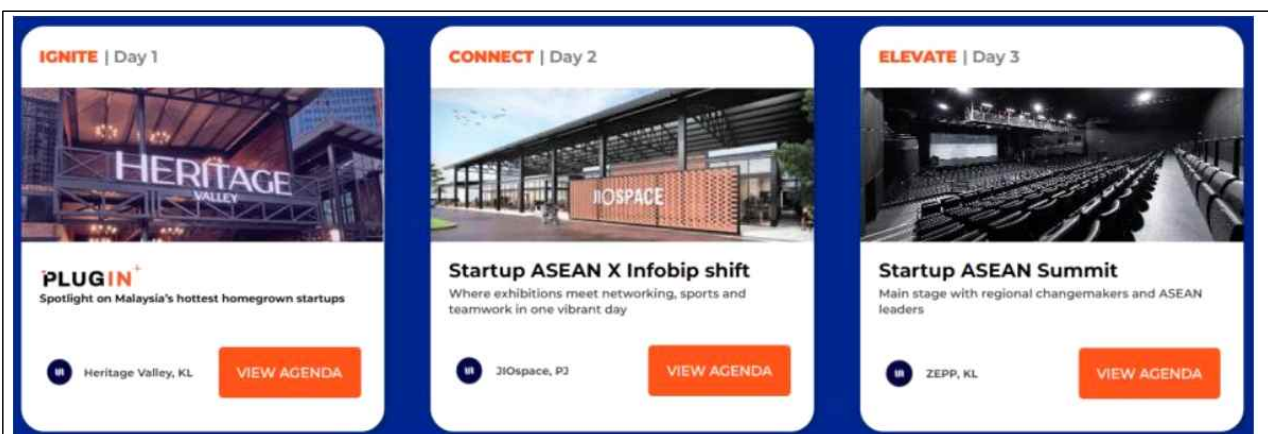 IGNITE | Day 1
HERITAGE
VALLEY
PLUGIN+
Spotlight on Malaysia's hottest homegrown startups
Heritage Valley, KL
VIEW AGENDA
CONNECT | Day 2
JIOSPACE
Startup ASEAN X Infobip shift
Where exhibitions meet networking, sports and
teamwork in one vibrant day
JIOspace, PJ
VIEW AGENDA
ELEVATE | Day 3
Startup ASEAN Summit
Main stage with regional changemakers and ASEAN
leaders
ZEPP, KL
VIEW AGENDA